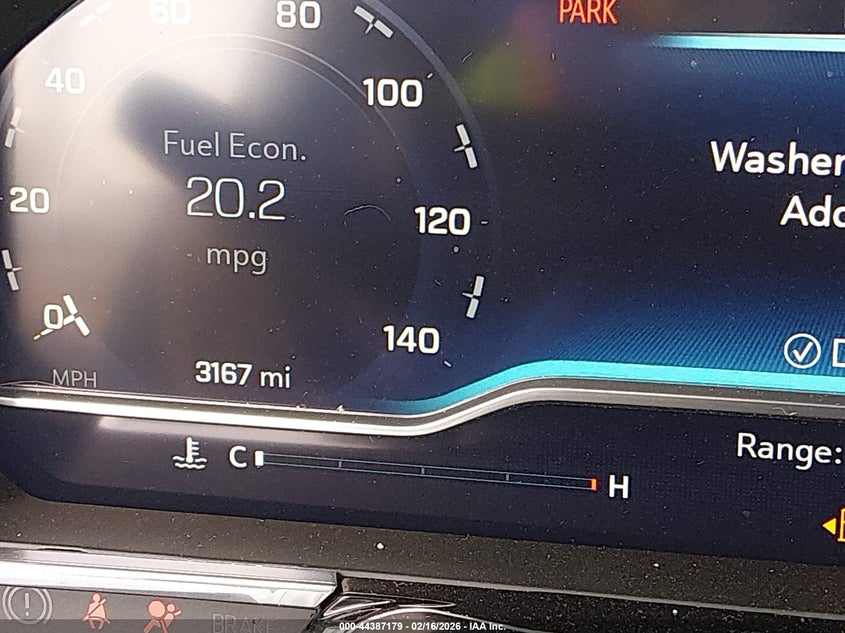 60
80
PARK
40
100
Fuel Econ.
Washer
20.2
20
120
Add
mpg
0
140
3167 mi
MPH
Range:
C
H
BRAKE
000-44387179 - 02/16/2026 - IAA Inc.